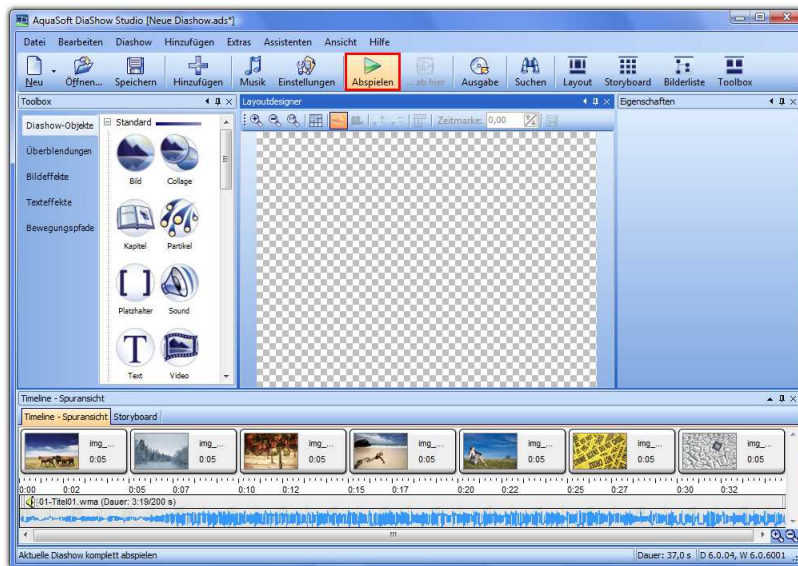 AquaSoft DiaShow Studio [Neue Diashow.ads*]
Datei Bearbeiten Diashow Hinzufügen Extras Assistenten Ansicht Hilfe
Neu Öffnen... Speichern Hinzufügen Musik Einstellungen Abspielen ... ab hier Ausgabe Suchen Layout Storyboard Bilderliste Toolbox
Toolbox
Layoutdesigner
Eigenschaften
Diashow-Objekte
Überblendungen
Bildeffekte
Texteffekte
Bewegungspfade
Standard
Bild Collage
Kapitel Partikel
Platzhalter Sound
Text Video
Zeitmarke: 0,00
Timeline - Spuransicht
Timeline - Spuransicht Storyboard
img_... img_... img_... img_... img_... img_... img_...
0:05 0:05 0:05 0:05 0:05 0:05 0:05
0:00 0:02 0:05 0:07 0:10 0:12 0:15 0:17 0:20 0:22 0:25 0:27 0:30 0:32
01-Titel01.wma (Dauer: 3:19/200 s)
Aktuelle Diashow komplett abspielen
Dauer: 37,0 s D 6.0.04, W 6.0.6001